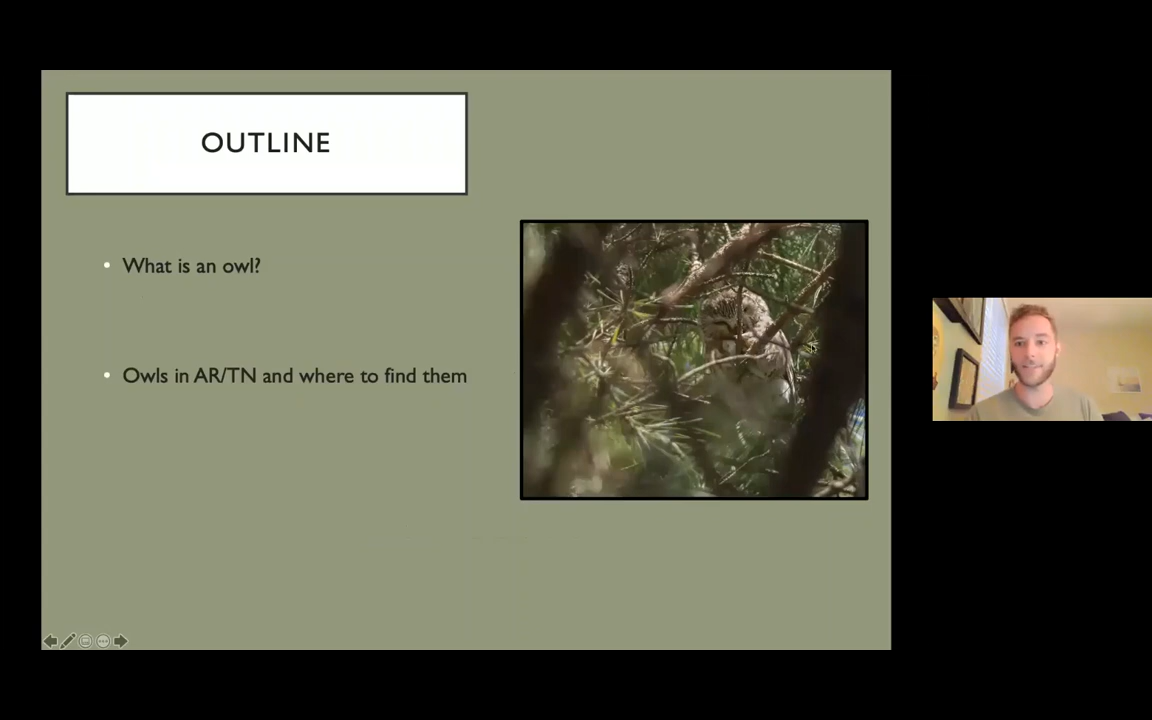 OUTLINE
• What is an owl?
• Owls in AR/TN and where to find them